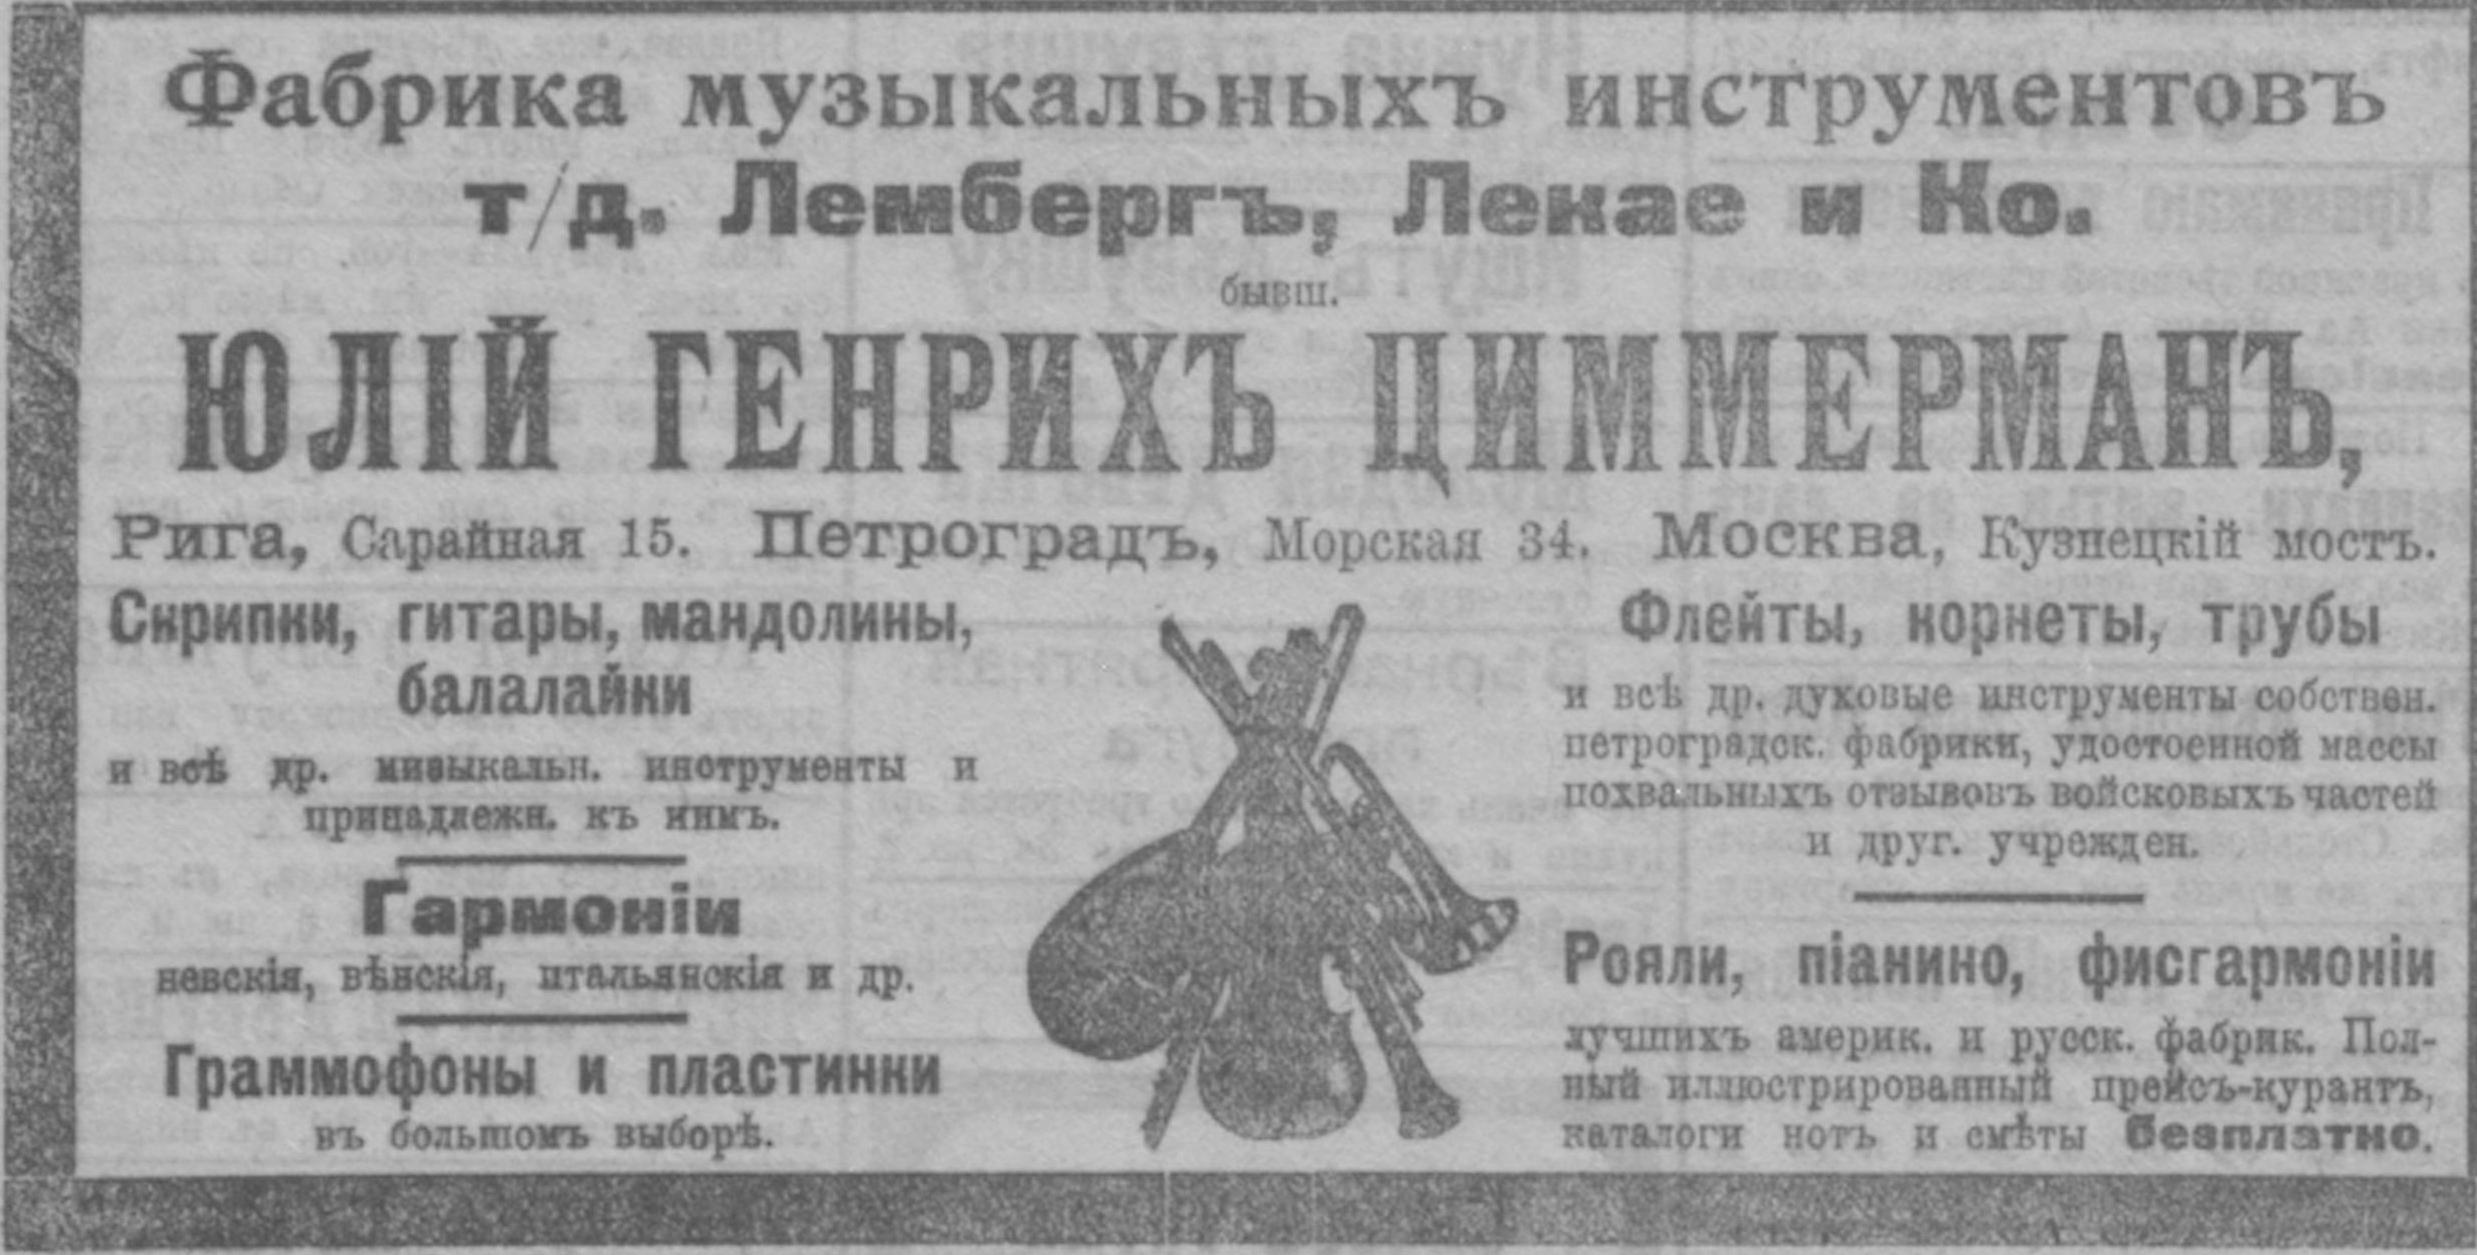 Фабрика музыкальныхъ инструментовъ
т/д. Лембергъ, Лекае и Ко.
бывш.
ЮЛІЙ ГЕНРИХЪ ЦИММЕРМАНЪ,
Рига, Сарайная 15. Петроградъ, Морская 34. Москва, Кузнецкій мостъ.
Скрипки, гитары, мандолины,
балалайки
и всѣ др. мизыкальн. инструменты и
принадлежн. къ нимъ.
Гармоніи
невскія, вѣнскія, итальянскія и др.
Граммофоны и пластинки
въ большомъ выборѣ.
Флейты, корнеты, трубы
и всѣ др. духовые инструменты собствен.
петроградск. фабрики, удостоенной массы
похвальныхъ отзывовъ войсковыхъ частей
и друг. учрежден.
Рояли, піанино, фисгармоніи
лучшихъ америк. и русск. фабрик. Пол-
ный иллюстрированный прейсъ-курантъ,
каталоги нотъ и смѣты безплатно.